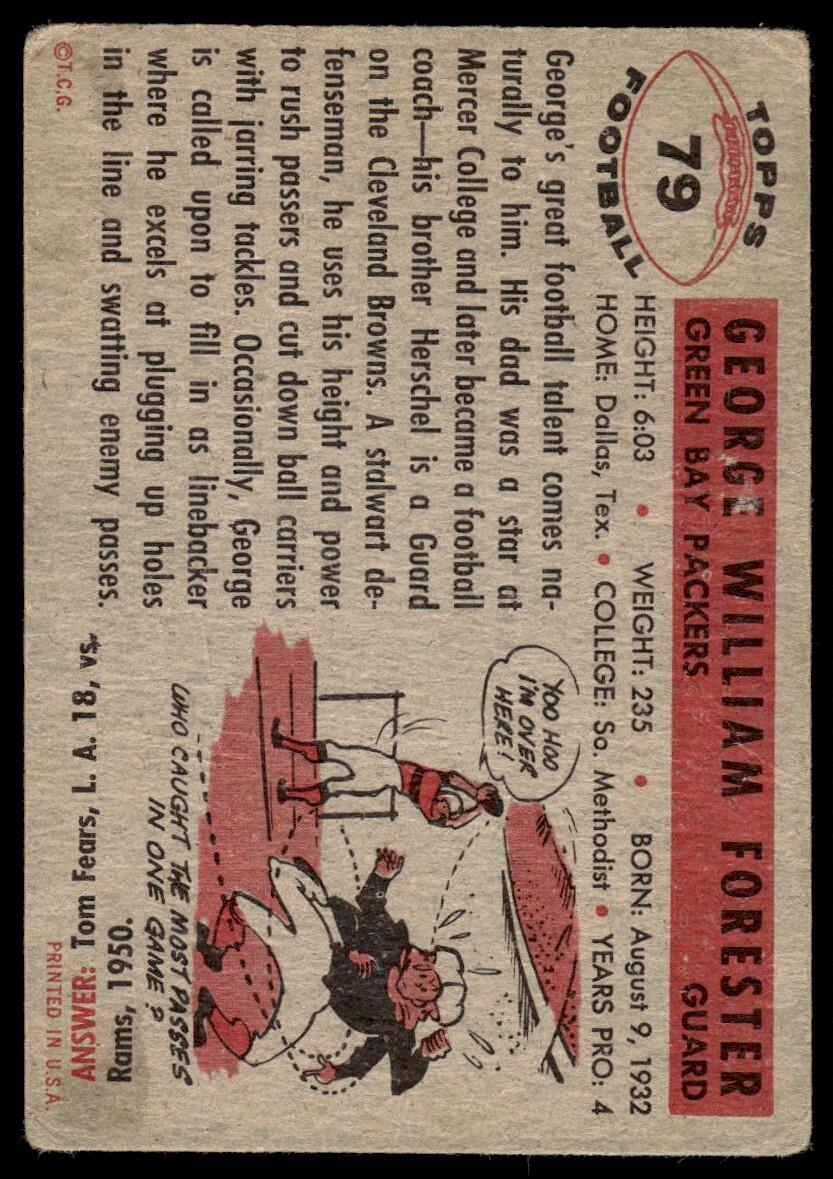 TOPPS
79
FOOTBALL
GEORGE WILLIAM FORESTER
GREEN BAY PACKERS GUARD
HEIGHT: 6:03 • WEIGHT: 235 • BORN: August 9, 1932
HOME: Dallas, Tex. • COLLEGE: So. Methodist • YEARS PRO: 4
George's great football talent comes na-
turally to him. His dad was a star at
Mercer College and later became a football
coach—his brother Herschel is a Guard
on the Cleveland Browns. A stalwart de-
fenseman, he uses his height and power
to rush passers and cut down ball carriers
with jarring tackles. Occasionally, George
is called upon to fill in as linebacker
where he excels at plugging up holes
in the line and swatting enemy passes.
©T.C.G.
YOO HOO
I'M OVER
HERE!
WHO CAUGHT THE MOST PASSES
IN ONE GAME?
ANSWER: Tom Fears, L. A. 18, vs.
Rams', 1950.
PRINTED IN U.S.A.